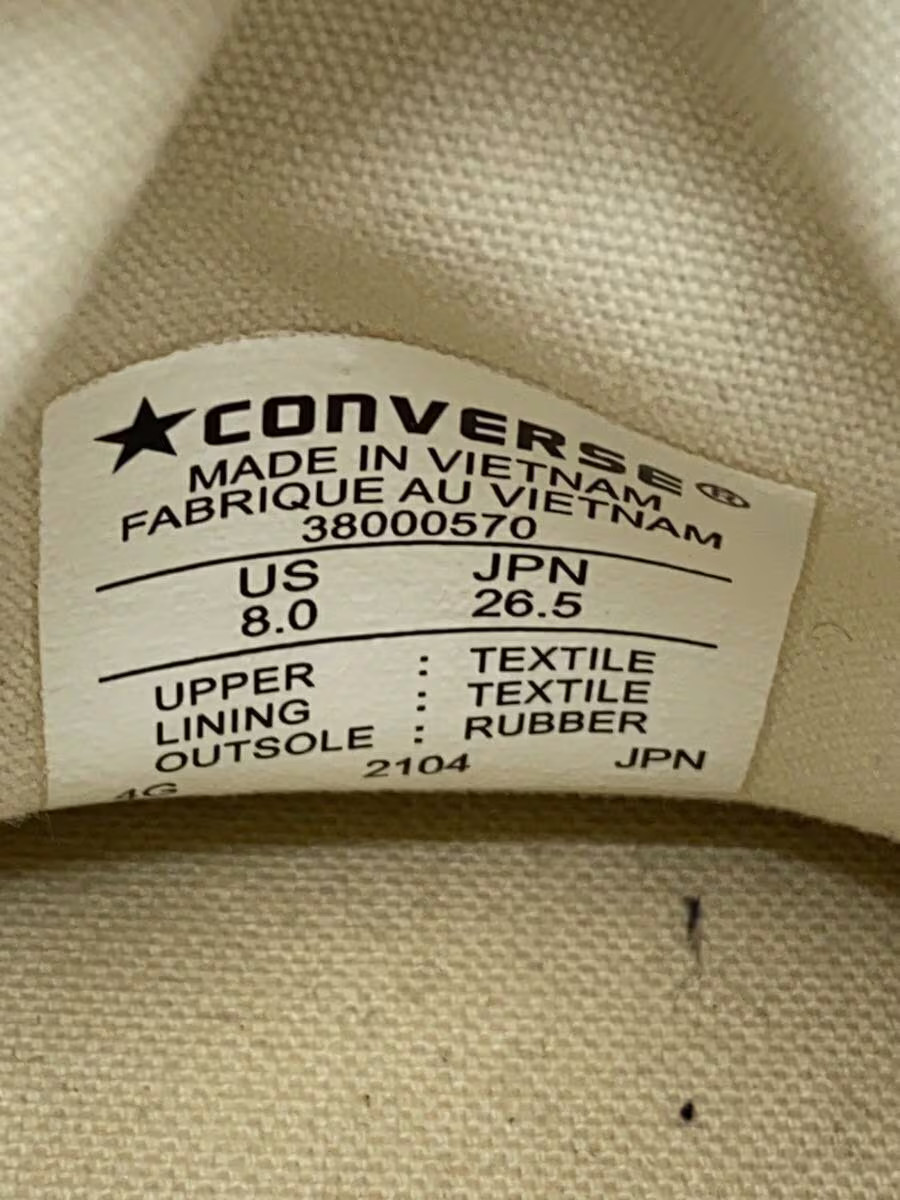 ★CONVERSE®
MADE IN VIETNAM
FABRIQUE AU VIETNAM
38000570
US JPN
8.0 26.5
UPPER : TEXTILE
LINING : TEXTILE
OUTSOLE : RUBBER
4G 2104 JPN